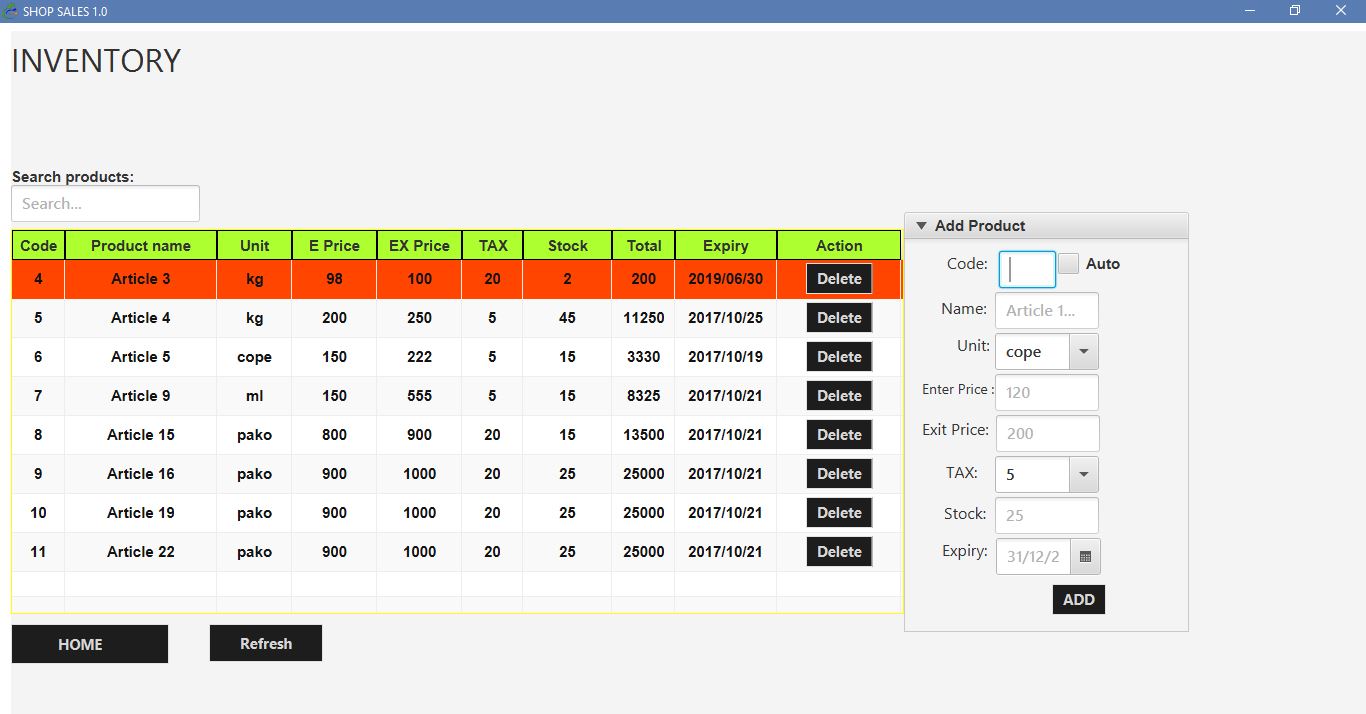 SHOP SALES 1.0
INVENTORY
Search products:
Search...
Code Product name Unit E Price EX Price TAX Stock Total Expiry Action
4 Article 3 kg 98 100 20 2 200 2019/06/30 Delete
5 Article 4 kg 200 250 5 45 11250 2017/10/25 Delete
6 Article 5 cope 150 222 5 15 3330 2017/10/19 Delete
7 Article 9 ml 150 555 5 15 8325 2017/10/21 Delete
8 Article 15 pako 800 900 20 15 13500 2017/10/21 Delete
9 Article 16 pako 900 1000 20 25 25000 2017/10/21 Delete
10 Article 19 pako 900 1000 20 25 25000 2017/10/21 Delete
11 Article 22 pako 900 1000 20 25 25000 2017/10/21 Delete
HOME Refresh
Add Product
Code: Auto
Name: Article 1...
Unit: cope
Enter Price : 120
Exit Price: 200
TAX: 5
Stock: 25
Expiry: 31/12/2
ADD